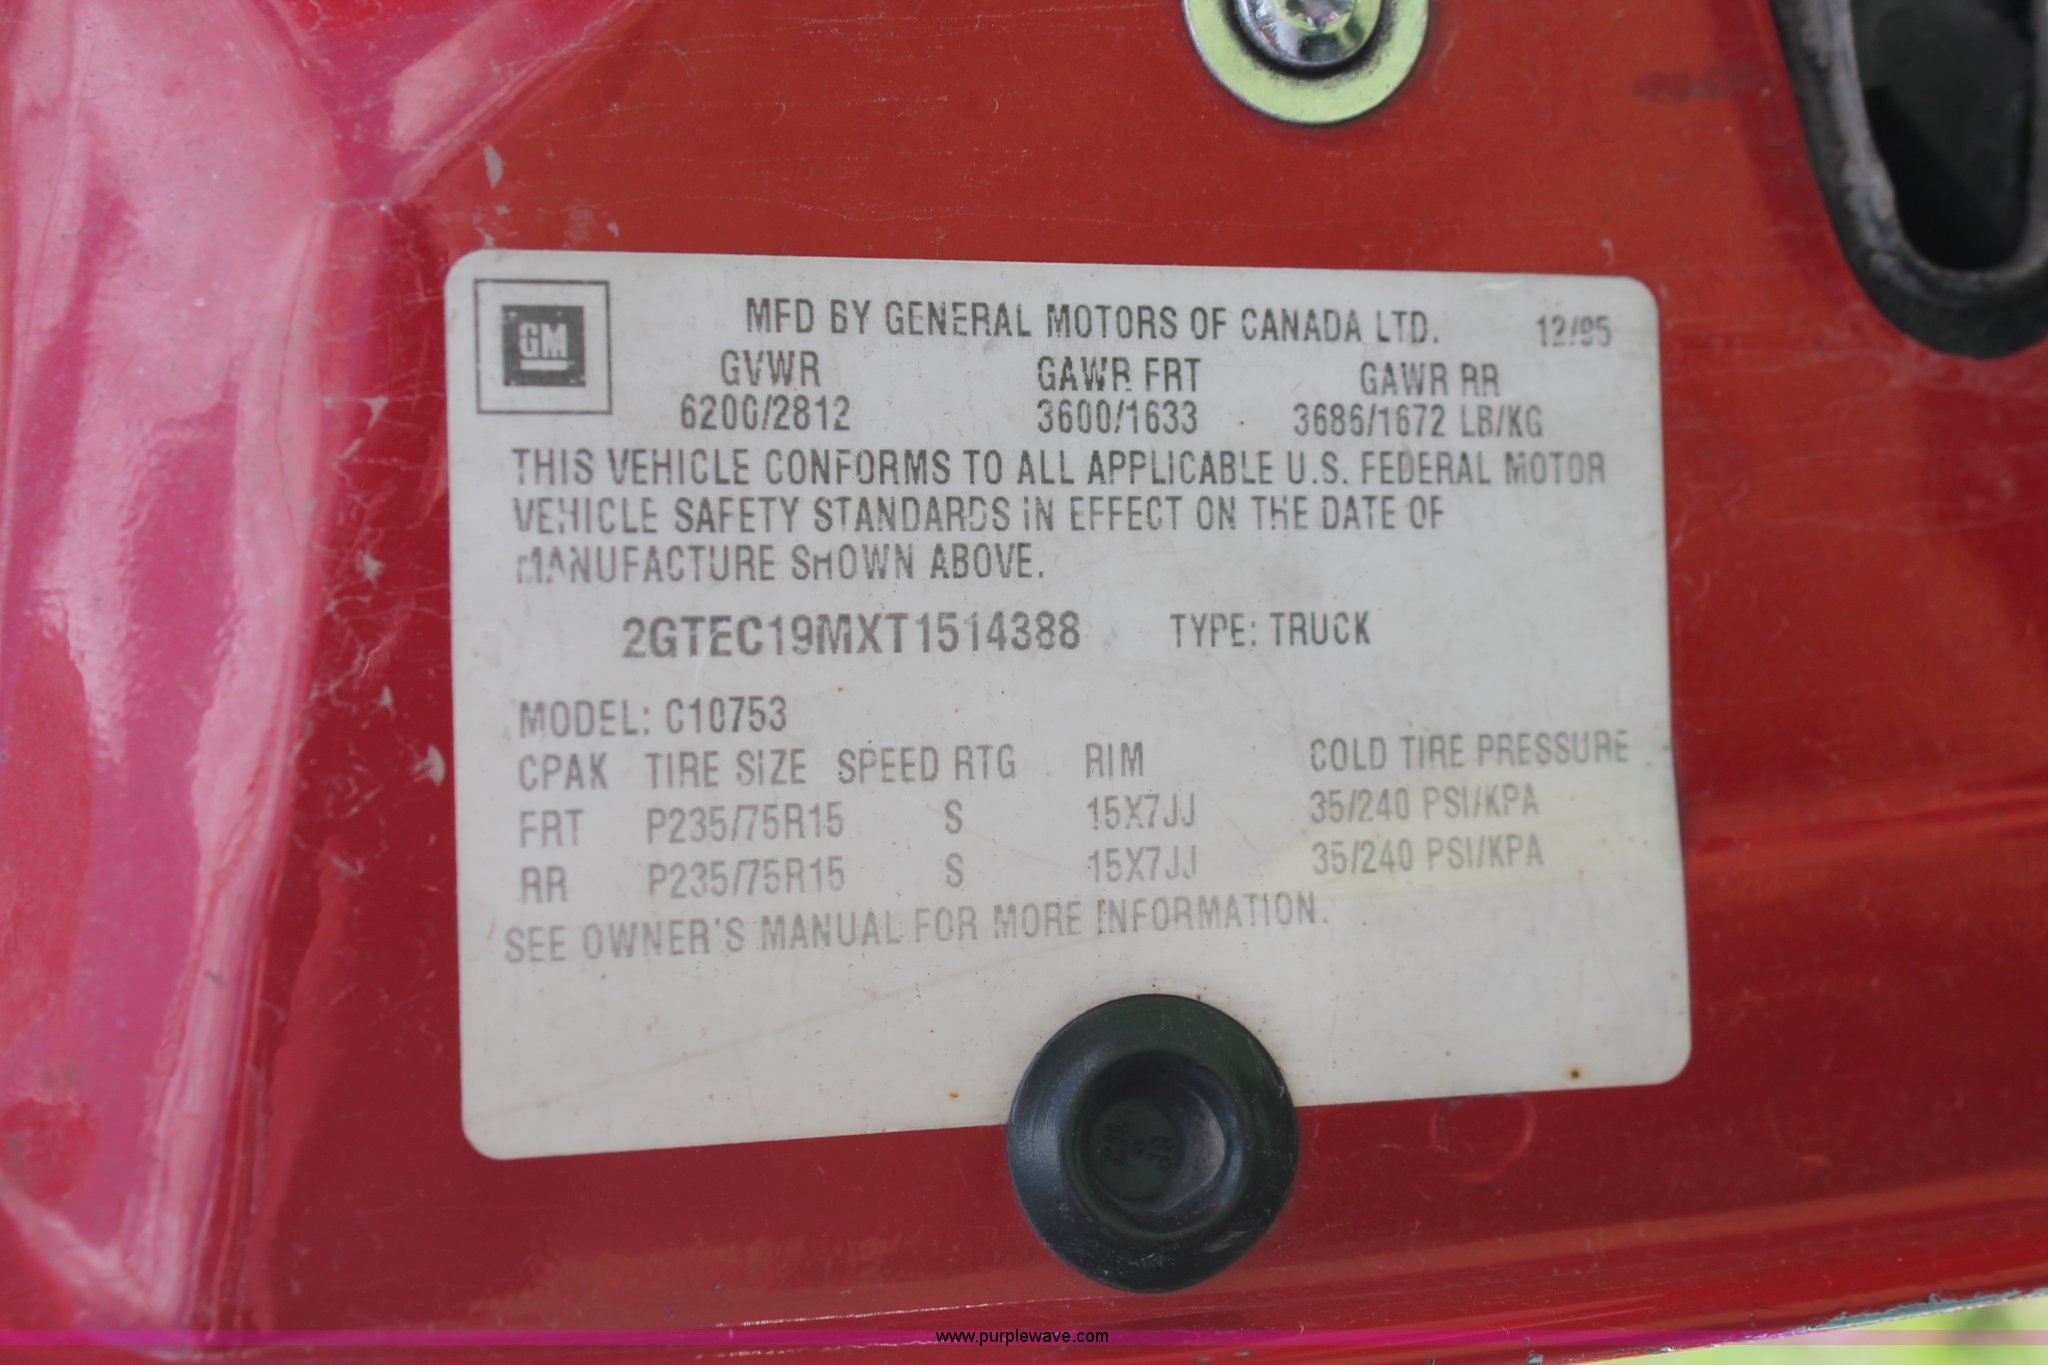 GM
MFD BY GENERAL MOTORS OF CANADA LTD. 12/95
GVWR GAWR FRT GAWR RR
6200/2812 3600/1633 3686/1672 LB/KG
THIS VEHICLE CONFORMS TO ALL APPLICABLE U.S. FEDERAL MOTOR
VEHICLE SAFETY STANDARDS IN EFFECT ON THE DATE OF
MANUFACTURE SHOWN ABOVE.
2GTEC19MXT1514388 TYPE: TRUCK
MODEL: C10753
CPAK TIRE SIZE SPEED RTG RIM COLD TIRE PRESSURE
FRT P235/75R15 S 15X7JJ 35/240 PSI/KPA
RR P235/75R15 S 15X7JJ 35/240 PSI/KPA
SEE OWNER'S MANUAL FOR MORE INFORMATION.
www.purplewave.com